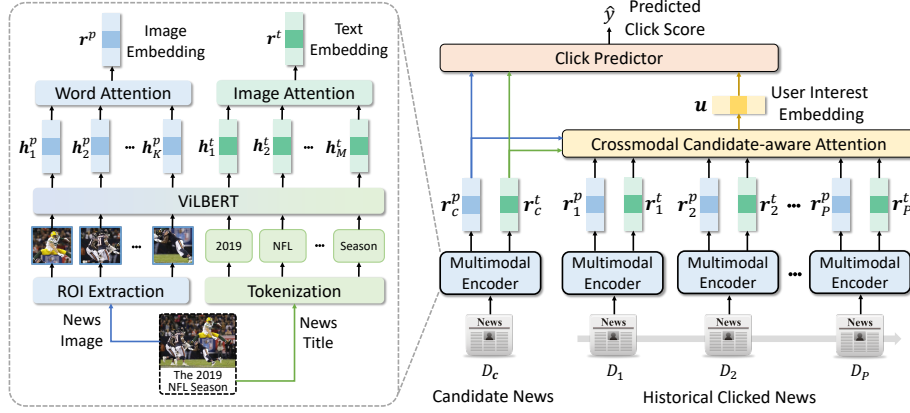 r^p
Image
Embedding
r^t
Text
Embedding
Word Attention
Image Attention
h_1^p
h_2^p
...
h_K^p
h_1^t
h_2^t
...
h_M^t
ViLBERT
...
2019
NFL
...
Season
ROI Extraction
Tokenization
News
Image
News
Title
The 2019
NFL Season
ŷ
Predicted
Click Score
Click Predictor
u
User Interest
Embedding
Crossmodal Candidate-aware Attention
r_c^p
r_c^t
r_1^p
r_1^t
r_2^p
r_2^t
...
r_P^p
r_P^t
Multimodal
Encoder
Multimodal
Encoder
Multimodal
Encoder
...
Multimodal
Encoder
News
News
News
News
D_c
D_1
D_2
D_P
Candidate News
Historical Clicked News